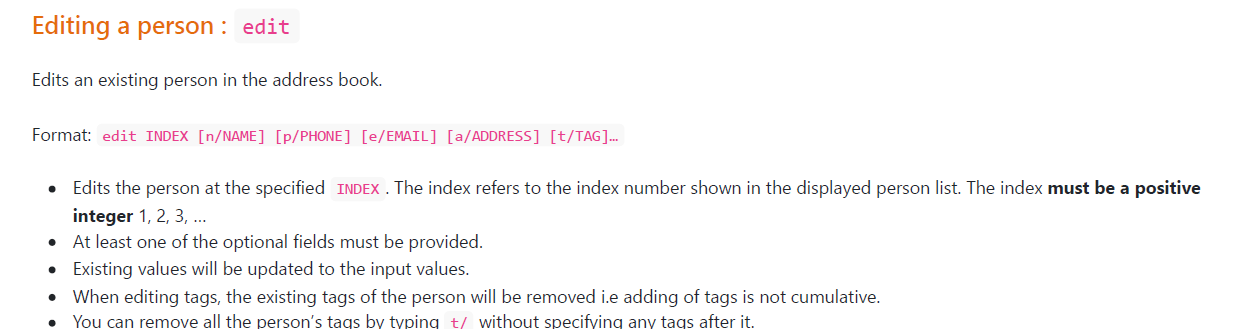 Editing a person : edit
Edits an existing person in the address book.
Format: edit INDEX [n/NAME] [p/PHONE] [e/EMAIL] [a/ADDRESS] [t/TAG]…
• Edits the person at the specified INDEX. The index refers to the index number shown in the displayed person list. The index must be a positive
integer 1, 2, 3, …
• At least one of the optional fields must be provided.
• Existing values will be updated to the input values.
• When editing tags, the existing tags of the person will be removed i.e adding of tags is not cumulative.
• You can remove all the person’s tags by typing t/ without specifying any tags after it.